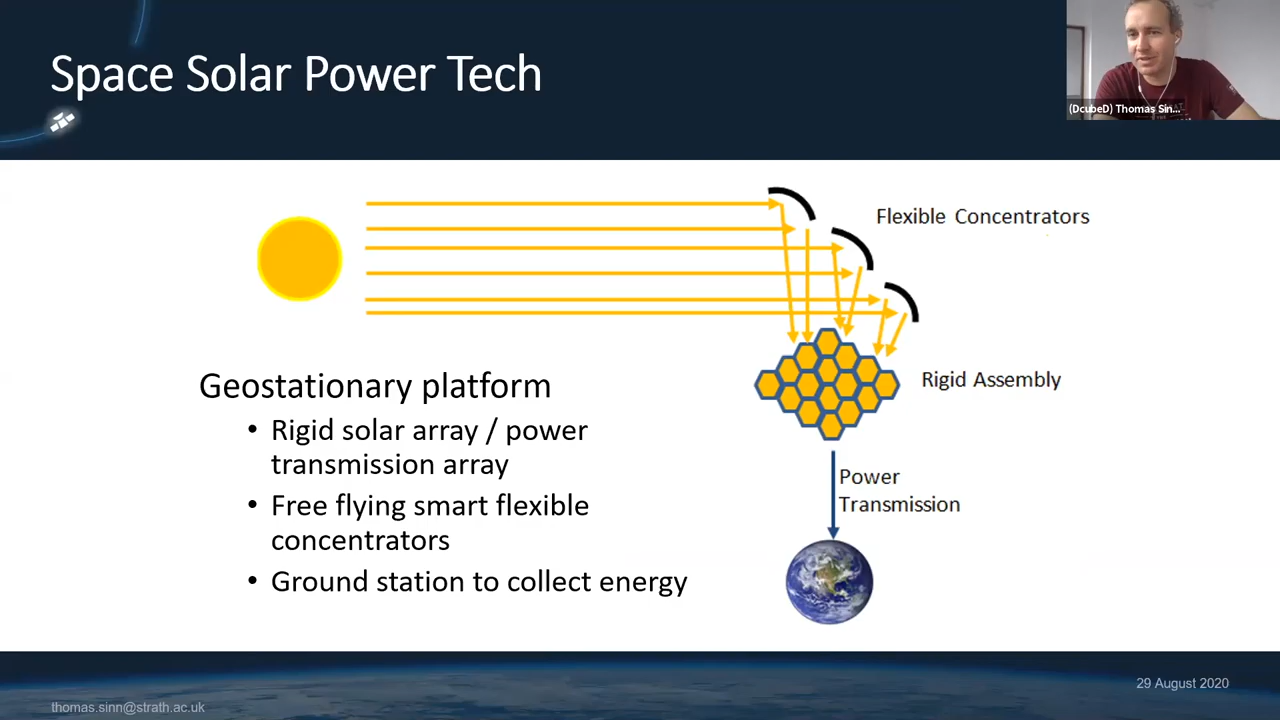 Space Solar Power Tech
(DcubeD) Thomas Sin...
Flexible Concentrators
Rigid Assembly
Geostationary platform
• Rigid solar array / power
transmission array
• Free flying smart flexible
concentrators
• Ground station to collect energy
Power
Transmission
29 August 2020
thomas.sinn@strath.ac.uk